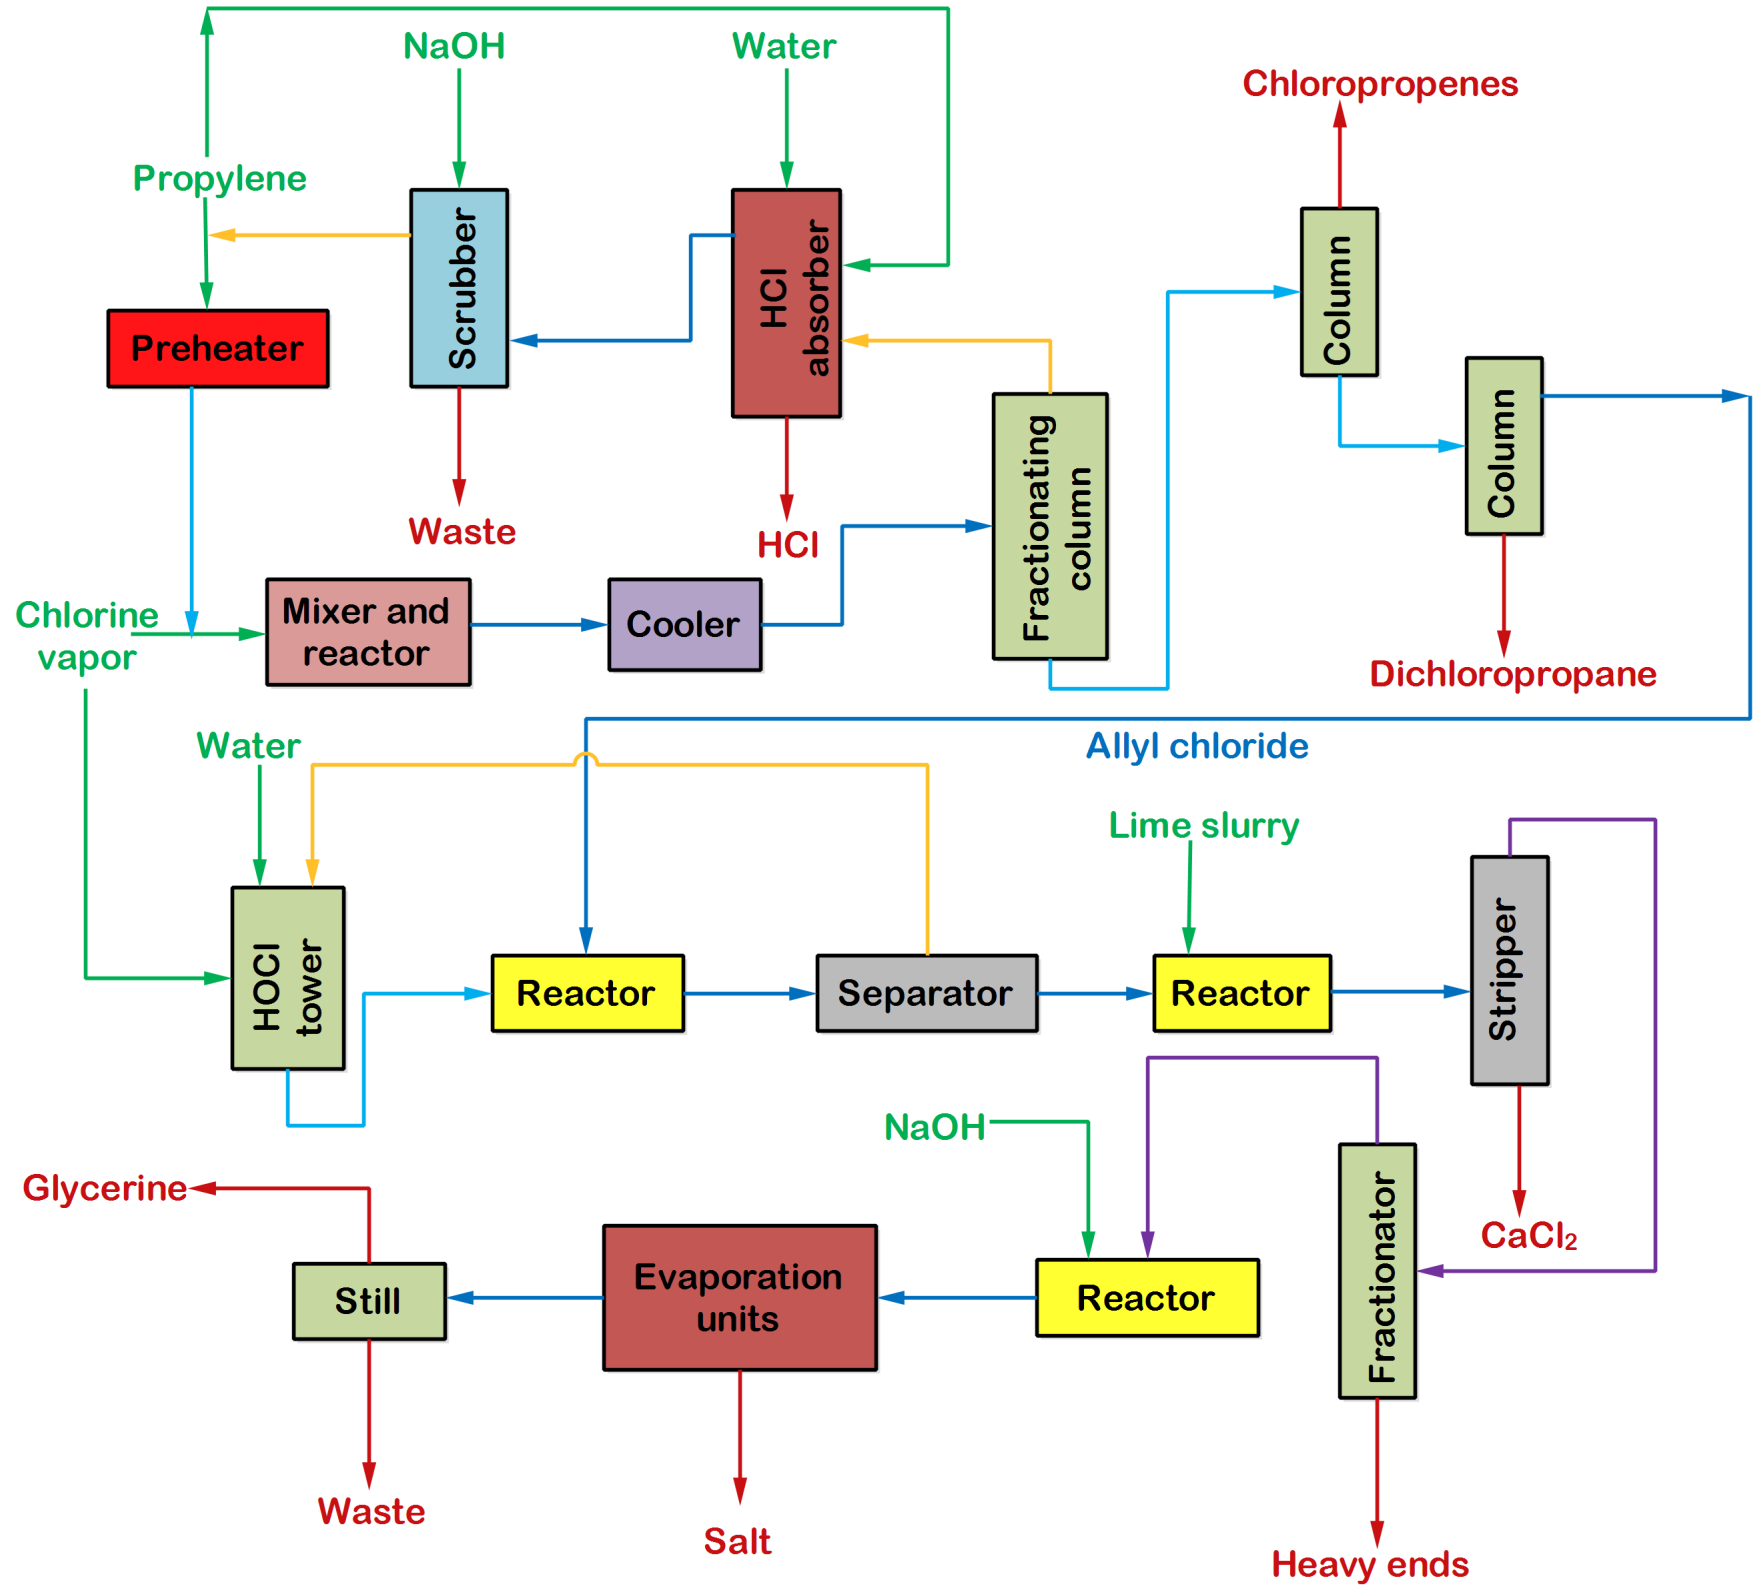 NaOH
Water
Chloropropenes
Propylene
Scrubber
HCl
absorber
Column
Preheater
Column
Fractionating
column
Waste
HCl
Chlorine
vapor
Mixer and
reactor
Cooler
Dichloropropane
Water
Allyl chloride
Lime slurry
HOCl
tower
Reactor
Separator
Reactor
Stripper
NaOH
Glycerine
CaCl₂
Fractionator
Still
Evaporation
units
Reactor
Waste
Salt
Heavy ends